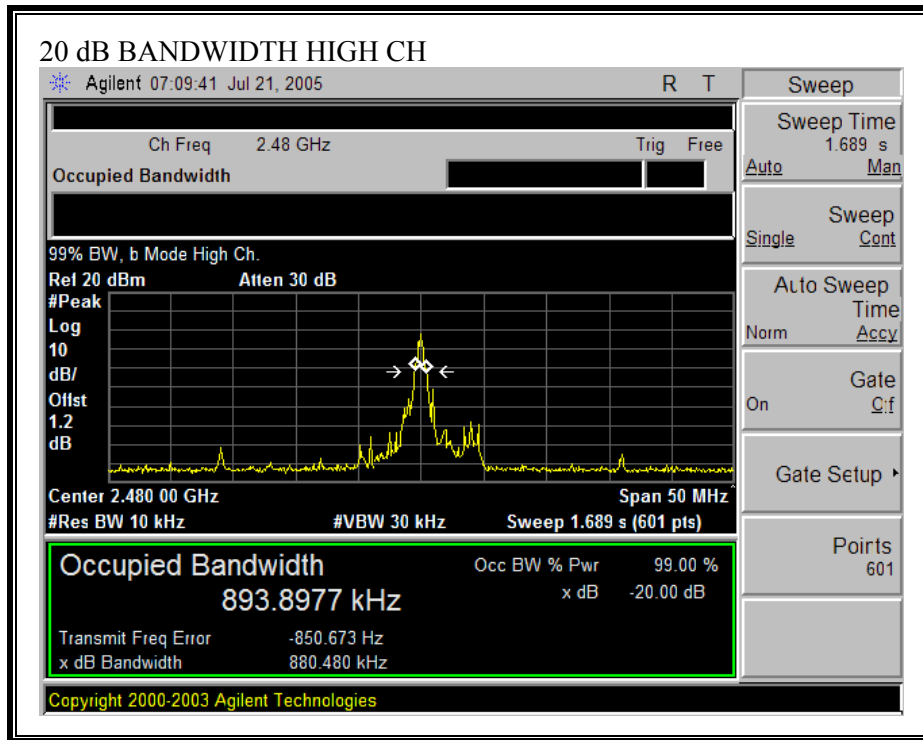 20 dB BANDWIDTH HIGH CH
Agilent 07:09:41 Jul 21, 2005 R T
Sweep
Ch Freq 2.48 GHz Trig Free
Occupied Bandwidth
Sweep Time
1.689 s
Auto Man
Sweep
Single Cont
Auto Sweep
Time
Norm Accy
Gate
On Off
Gate Setup
Points
601
99% BW, b Mode High Ch.
Ref 20 dBm Atten 30 dB
#Peak
Log
10
dB/
Offst
1.2
dB
Center 2.480 00 GHz Span 50 MHz
#Res BW 10 kHz #VBW 30 kHz Sweep 1.689 s (601 pts)
Occupied Bandwidth Occ BW % Pwr 99.00 %
893.8977 kHz x dB -20.00 dB
Transmit Freq Error -850.673 Hz
x dB Bandwidth 880.480 kHz
Copyright 2000-2003 Agilent Technologies